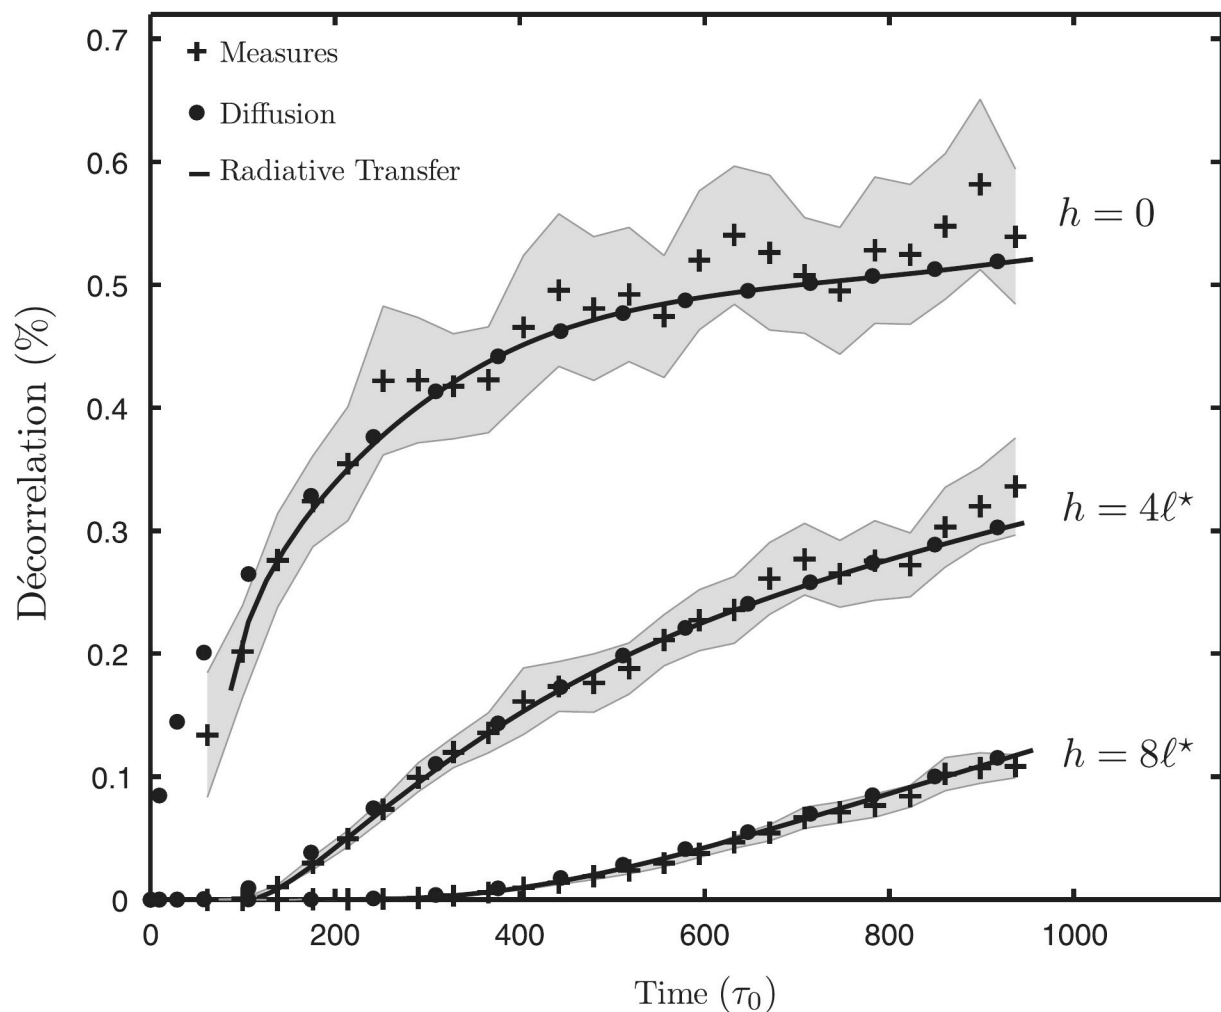 0.7
Measures
Diffusion
0.6
Radiative Transfer
h = 0
0.5
h = 4ℓ⋆
0.4
Décorrelation (%)
0.3
0.2
h = 8ℓ⋆
0.1
0
0 200 400 600 800 1000
Time (τ₀)